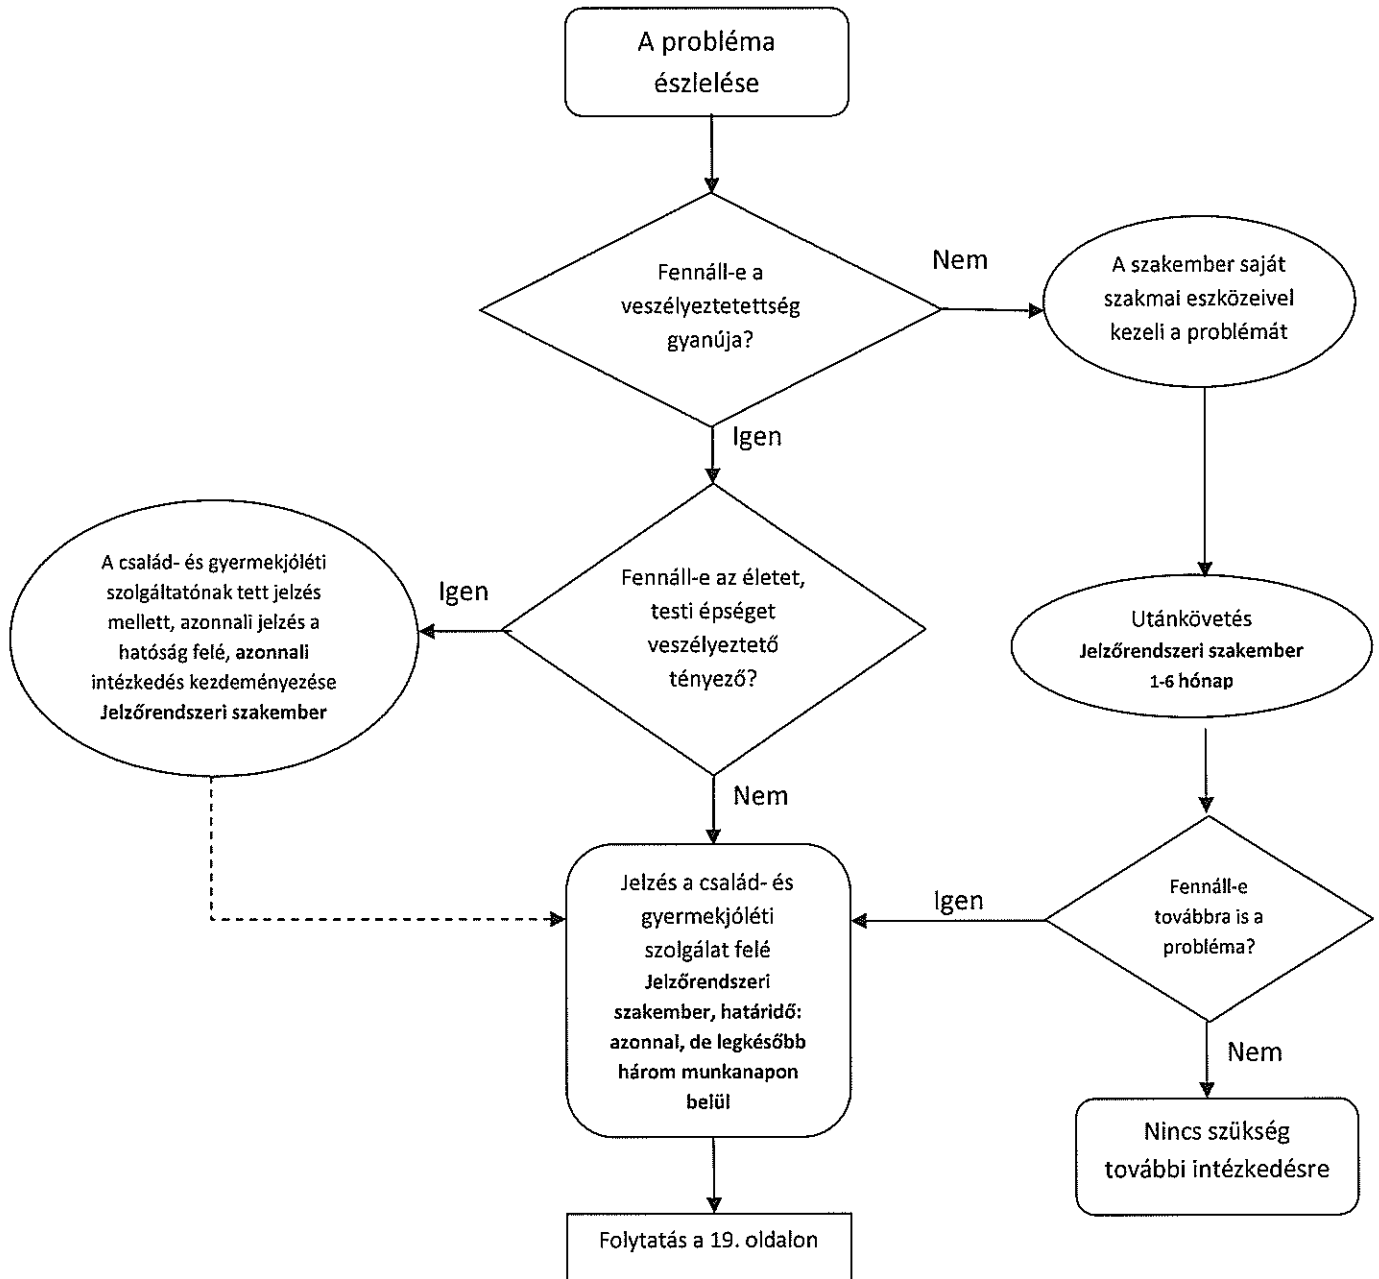 A probléma
észlelése
Fennáll-e a
veszélyeztetettség
gyanúja?
Nem
A szakember saját
szakmai eszközeivel
kezeli a problémát
Igen
A család- és gyermekjóléti
szolgáltatónak tett jelzés
mellett, azonnali jelzés a
hatóság felé, azonnali
intézkedés kezdeményezése
Jelzőrendszeri szakember
Igen
Fennáll-e az életet,
testi épséget
veszélyeztető
tényező?
Utánkövetés
Jelzőrendszeri szakember
1-6 hónap
Nem
Jelzés a család- és
gyermekjóléti
szolgálat felé
Jelzőrendszeri
szakember, határidő:
azonnal, de legkésőbb
három munkanapon
belül
Igen
Fennáll-e
továbbra is a
probléma?
Nem
Nincs szükség
további intézkedésre
Folytatás a 19. oldalon